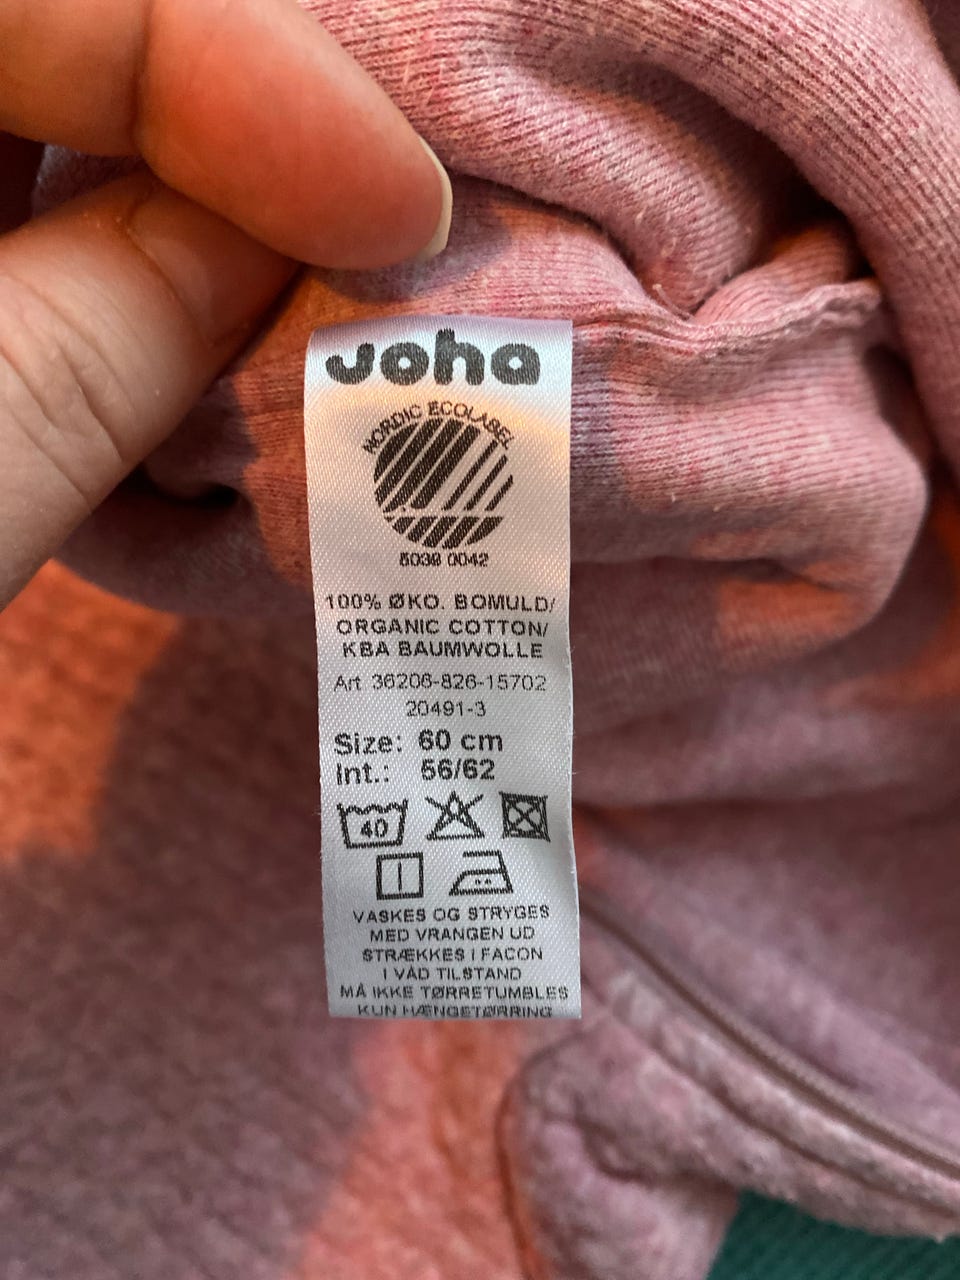 Joha
NORDIC ECOLABEL
5039 0042
100% ØKO. BOMULD/
ORGANIC COTTON/
KBA BAUMWOLLE
Art 36206-826-15702
20491-3
Size: 60 cm
Int.: 56/62
40
VASKES OG STRYGES
MED VRANGEN UD
STRÆKKES I FACON
I VÅD TILSTAND
MÅ IKKE TØRRETUMBLES
KUN HÆNGETØRRING